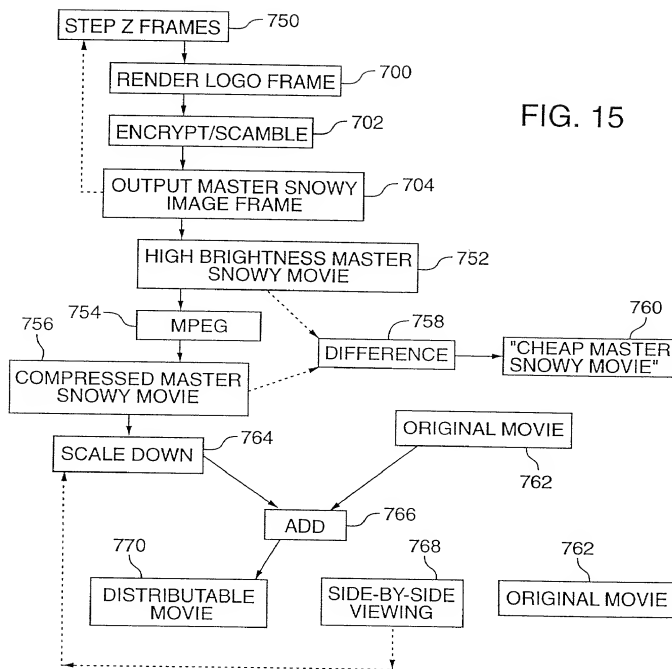 STEP Z FRAMES
750
RENDER LOGO FRAME
700
FIG. 15
ENCRYPT/SCAMBLE
702
OUTPUT MASTER SNOWY
IMAGE FRAME
704
HIGH BRIGHTNESS MASTER
SNOWY MOVIE
752
754
MPEG
756
758
760
DIFFERENCE
"CHEAP MASTER
SNOWY MOVIE"
COMPRESSED MASTER
SNOWY MOVIE
SCALE DOWN
764
ORIGINAL MOVIE
762
ADD
766
770
768
762
DISTRIBUTABLE
MOVIE
SIDE-BY-SIDE
VIEWING
ORIGINAL MOVIE